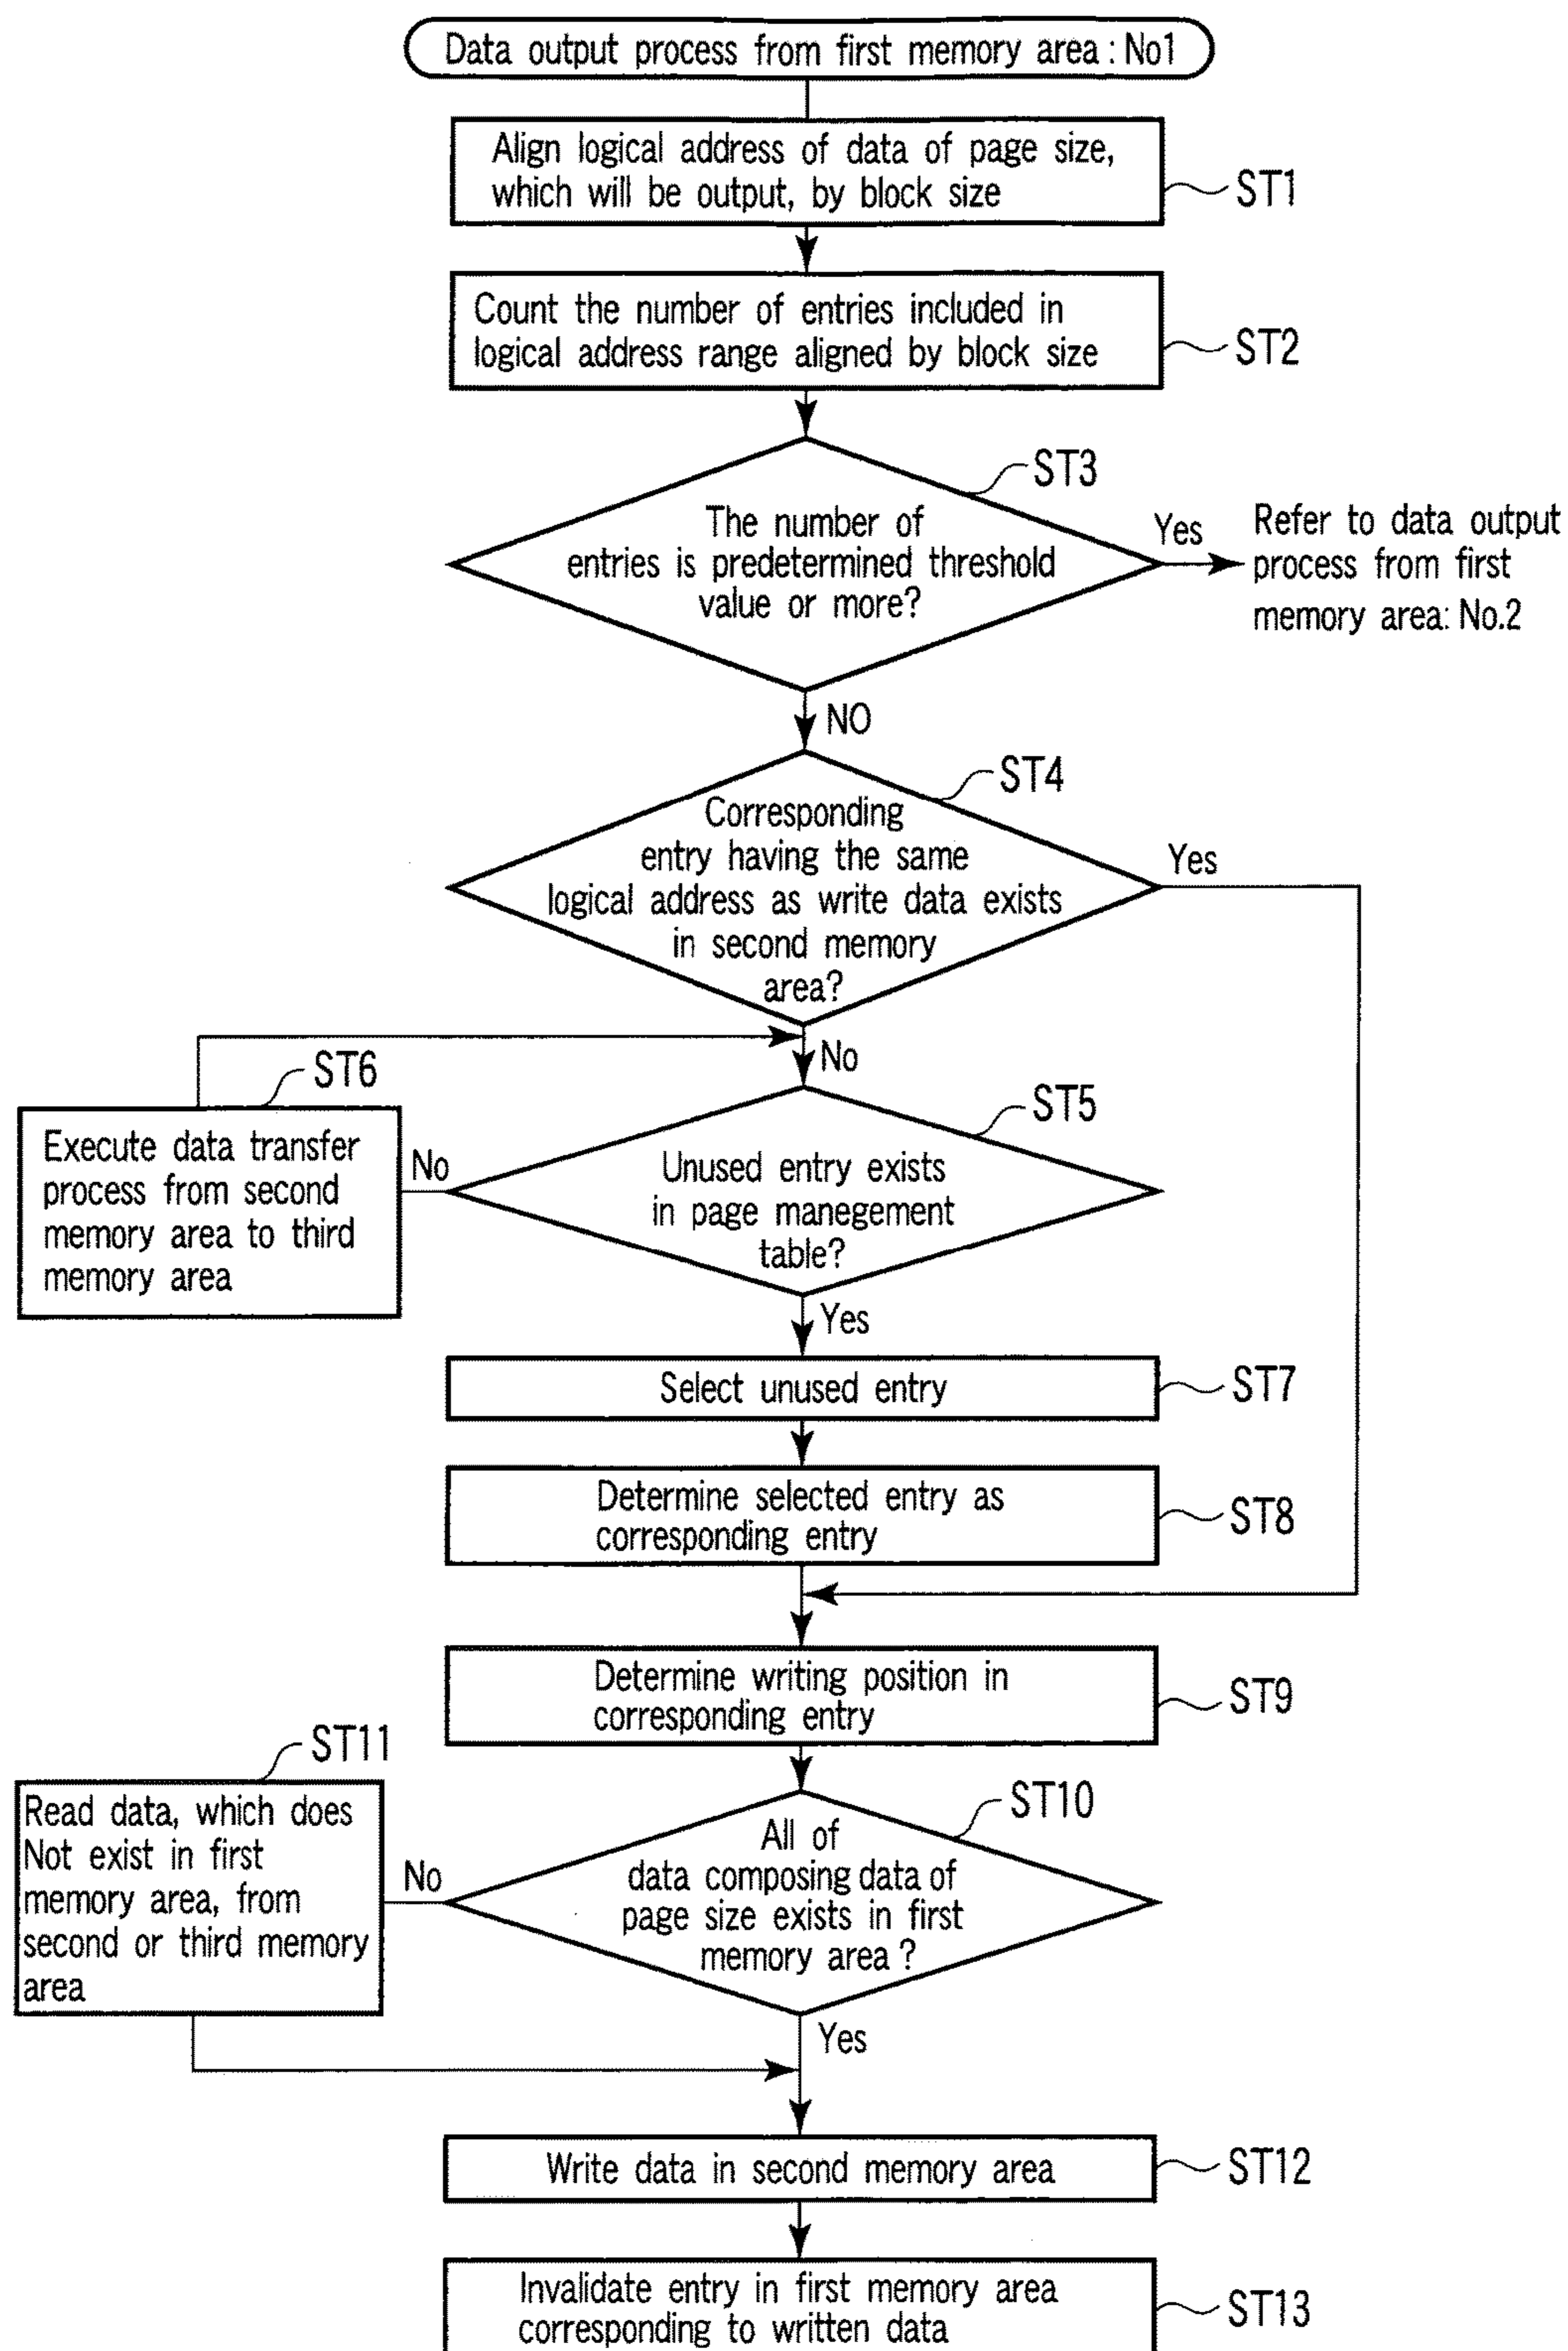 Data output process from first memory area : No1
Align logical address of data of page size,
which will be output, by block size
ST1
Count the number of entries included in
logical address range aligned by block size
ST2
ST3
The number of
entries is predetermined threshold
value or more?
Yes
Refer to data output
process from first
memory area: No.2
NO
ST4
Corresponding
entry having the same
logical address as write data exists
in second memory
area?
Yes
No
ST6
Execute data transfer
process from second
memory area to third
memory area
No
ST5
Unused entry exists
in page manegement
table?
Yes
Select unused entry
ST7
Determine selected entry as
corresponding entry
ST8
Determine writing position in
corresponding entry
ST9
ST11
Read data, which does
Not exist in first
memory area, from
second or third memory
area
No
ST10
All of
data composing data of
page size exists in first
memory area ?
Yes
Write data in second memory area
ST12
Invalidate entry in first memory area
corresponding to written data
ST13